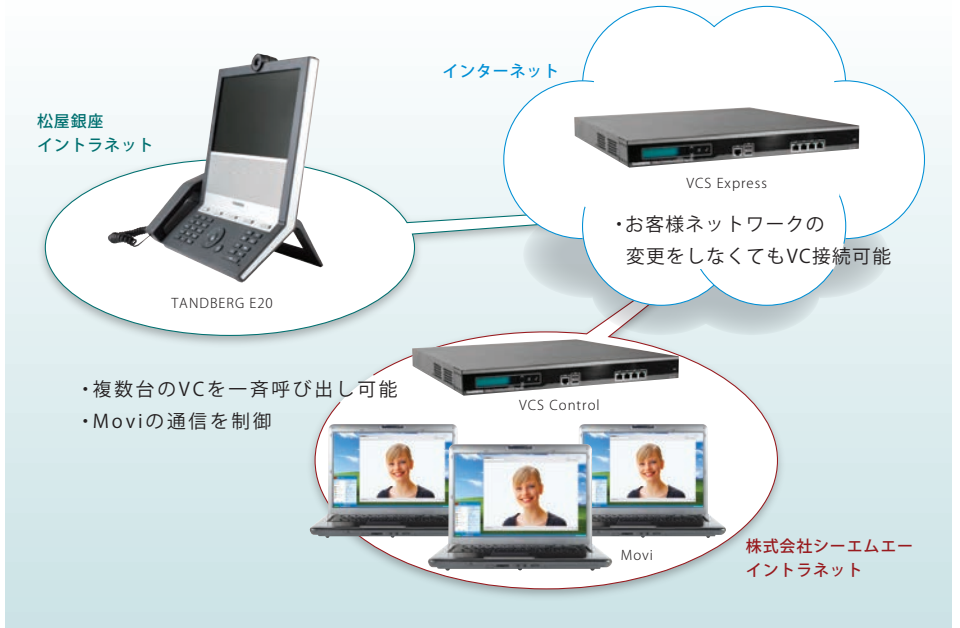 インターネット
松屋銀座
イントラネット
VCS Express
・お客様ネットワークの
変更をしなくてもVC接続可能
TANDBERG E20
・複数台のVCを一斉呼び出し可能
・Moviの通信を制御
VCS Control
Movi
株式会社シーエムエー
イントラネット